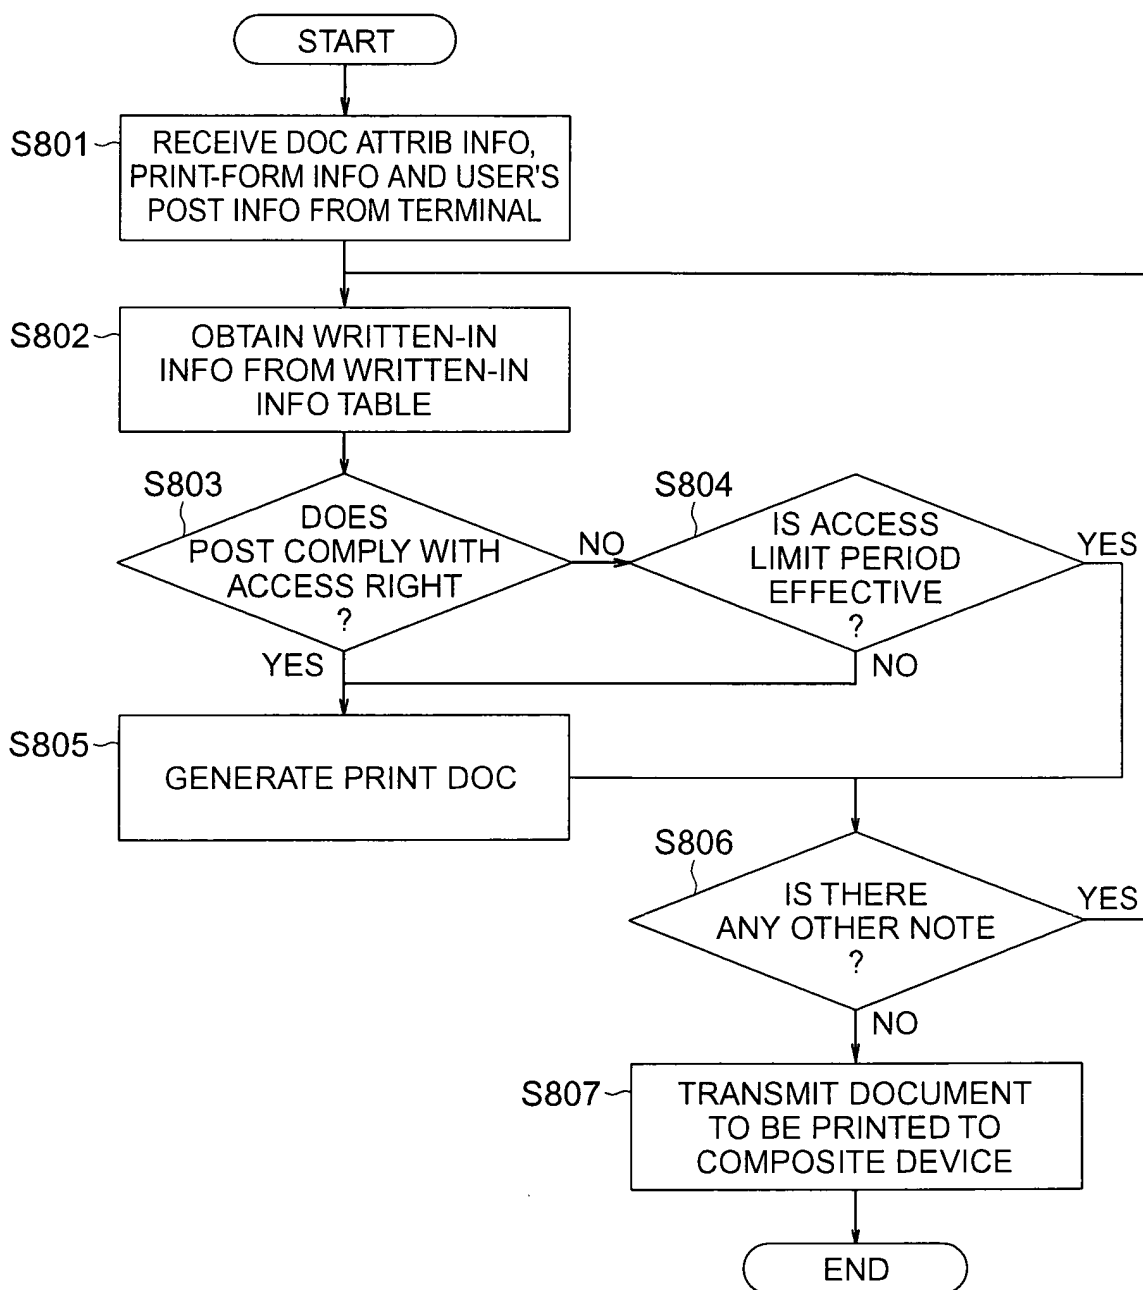 START
S801
RECEIVE DOC ATTRIB INFO,
PRINT-FORM INFO AND USER'S
POST INFO FROM TERMINAL
S802
OBTAIN WRITTEN-IN
INFO FROM WRITTEN-IN
INFO TABLE
S803
DOES
POST COMPLY WITH
ACCESS RIGHT
?
NO
YES
S804
IS ACCESS
LIMIT PERIOD
EFFECTIVE
?
YES
NO
S805
GENERATE PRINT DOC
S806
IS THERE
ANY OTHER NOTE
?
YES
NO
S807
TRANSMIT DOCUMENT
TO BE PRINTED TO
COMPOSITE DEVICE
END